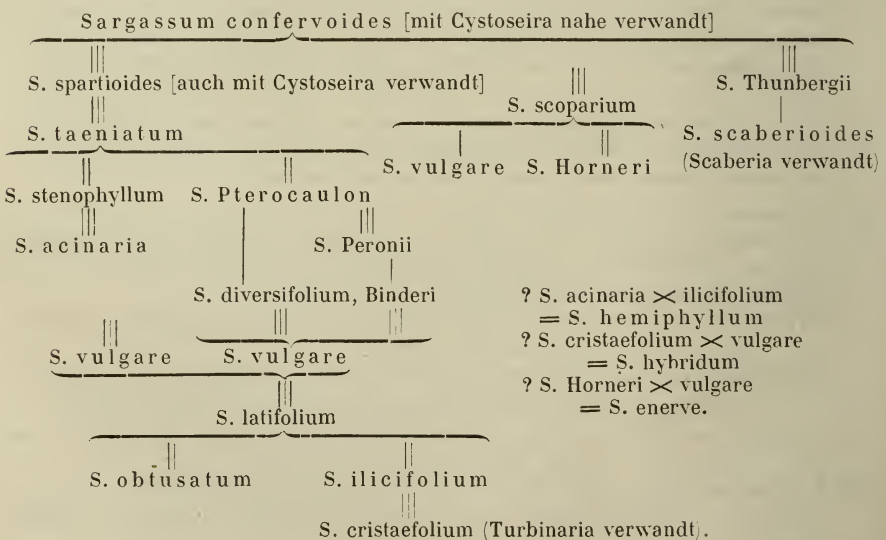 Sargassum confervoides [mit Cystoseira nahe verwandt]
S. spartioides [auch mit Cystoseira verwandt]
S. Thunbergii
S. scoparium
S. taeniatum
S. scaberioides
(Scaberia verwandt)
S. vulgare S. Horneri
S. stenophyllum S. Pterocaulon
S. acinaria S. Peronii
S. diversifolium, Binderi
? S. acinaria × ilicifolium
= S. hemiphyllum
? S. cristaefolium × vulgare
= S. hybridum
? S. Horneri × vulgare
= S. enerve.
S. vulgare S. vulgare
S. latifolium
S. obtusatum S. ilicifolium
S. cristaefolium (Turbinaria verwandt).